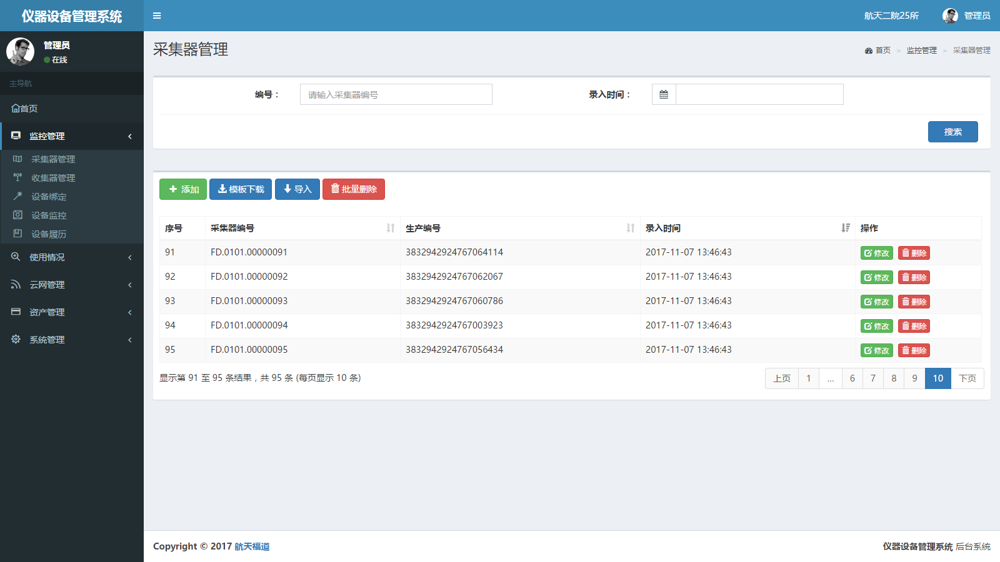 仪器设备管理系统
航天二院25所
管理员
管理员
在线
主导航
首页
监控管理
采集器管理
收集器管理
设备绑定
设备监控
设备履历
使用情况
云网管理
资产管理
系统管理
采集器管理
首页 > 监控管理 > 采集器管理
编号：
请输入采集器编号
录入时间：
搜索
添加
模板下载
导入
批量删除
序号 采集器编号 生产编号 录入时间 操作
91 FD.0101.00000091 3832942924767064114 2017-11-07 13:46:43 修改 删除
92 FD.0101.00000092 3832942924767062067 2017-11-07 13:46:43 修改 删除
93 FD.0101.00000093 3832942924767060786 2017-11-07 13:46:43 修改 删除
94 FD.0101.00000094 3832942924767003923 2017-11-07 13:46:43 修改 删除
95 FD.0101.00000095 3832942924767056434 2017-11-07 13:46:43 修改 删除
显示第 91 至 95 条结果，共 95 条 (每页显示 10 条)
上页 1 ... 6 7 8 9 10 下页
Copyright © 2017 航天福道
仪器设备管理系统 后台系统